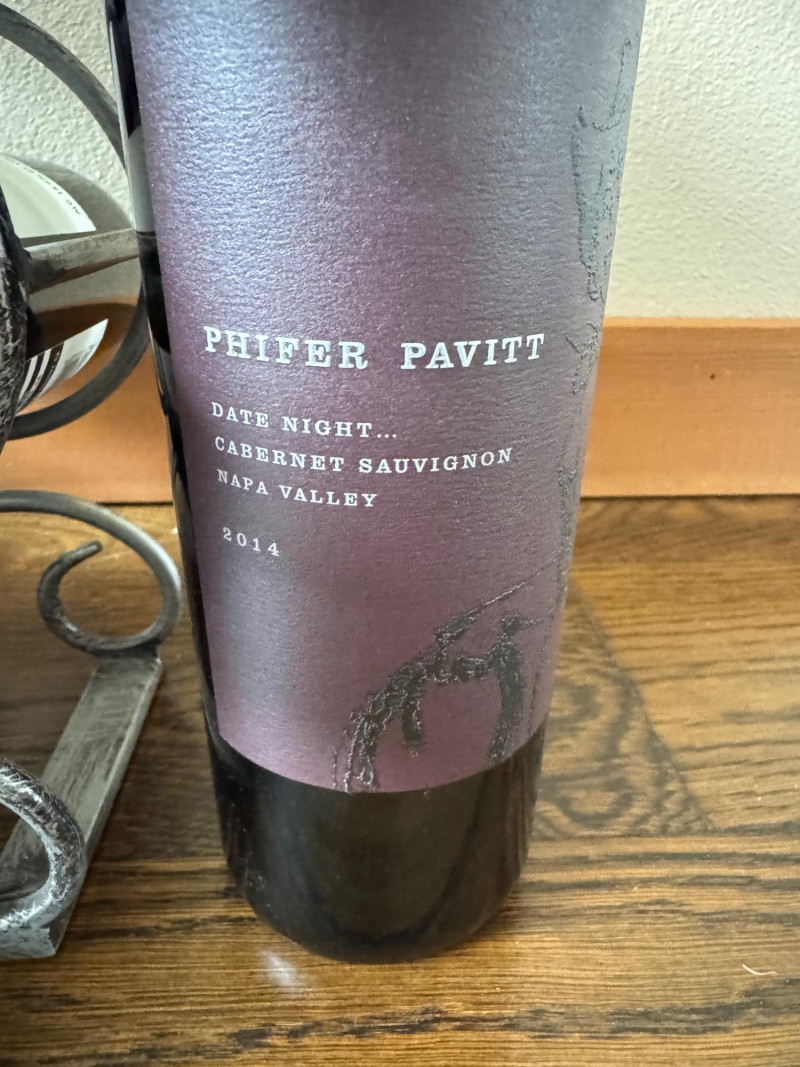 PHIFER PAVITT
DATE NIGHT...
CABERNET SAUVIGNON
NAPA VALLEY
2014